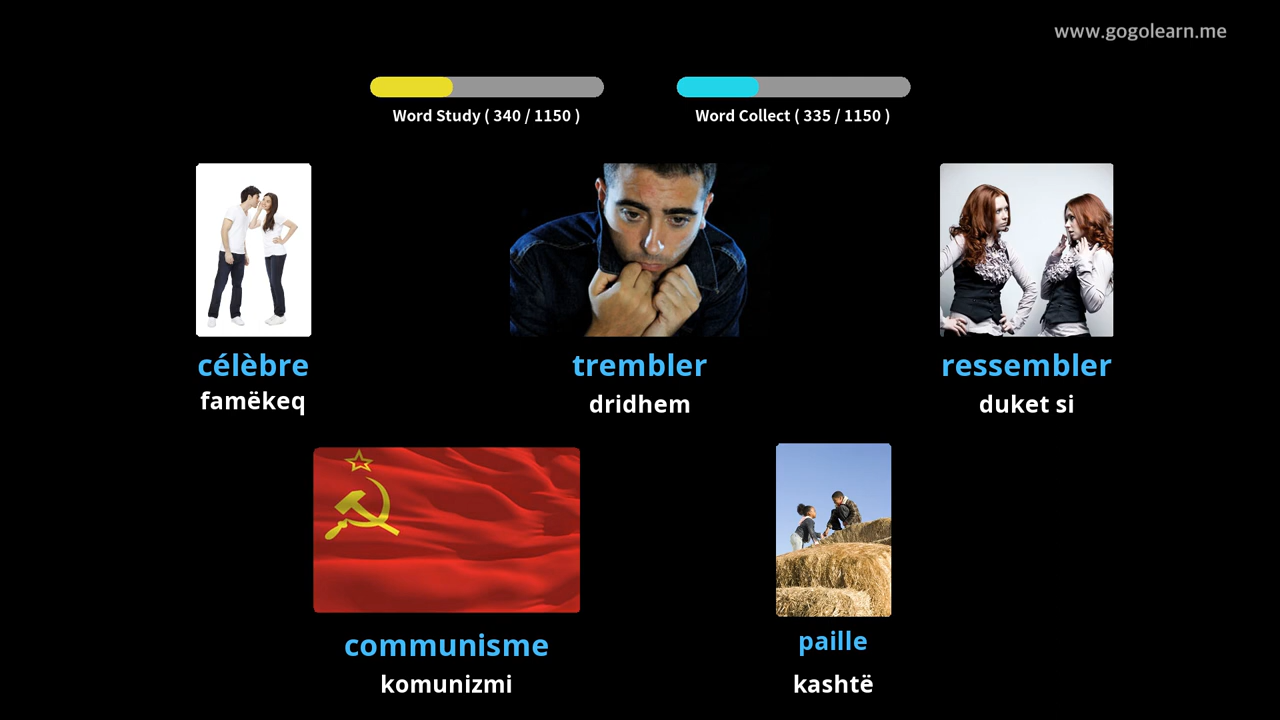 www.gogolearn.me
Word Study ( 340 / 1150 )
Word Collect ( 335 / 1150 )
célèbre
famëkeq
trembler
dridhem
ressembler
duket si
communisme
komunizmi
paille
kashtë